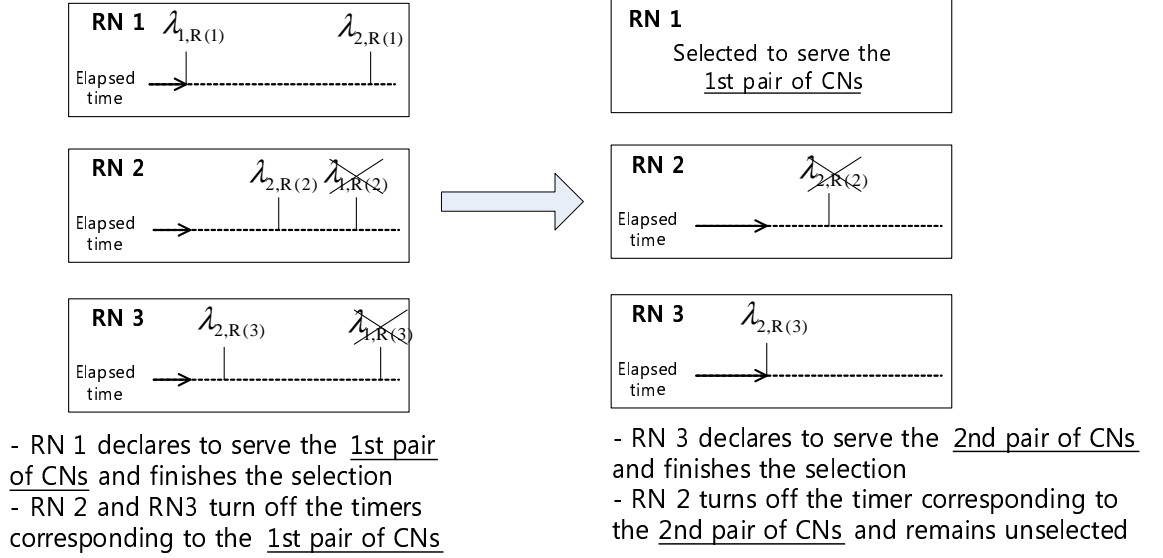 RN 1
λ1,R(1)
λ2,R(1)
Elapsed
time
RN 2
λ2,R(2)
λ1,R(2)
Elapsed
time
RN 3
λ2,R(3)
λ1,R(3)
Elapsed
time
- RN 1 declares to serve the 1st pair
of CNs and finishes the selection
- RN 2 and RN3 turn off the timers
corresponding to the 1st pair of CNs
RN 1
Selected to serve the
1st pair of CNs
RN 2
λ2,R(2)
Elapsed
time
RN 3
λ2,R(3)
Elapsed
time
- RN 3 declares to serve the 2nd pair of CNs
and finishes the selection
- RN 2 turns off the timer corresponding to
the 2nd pair of CNs and remains unselected